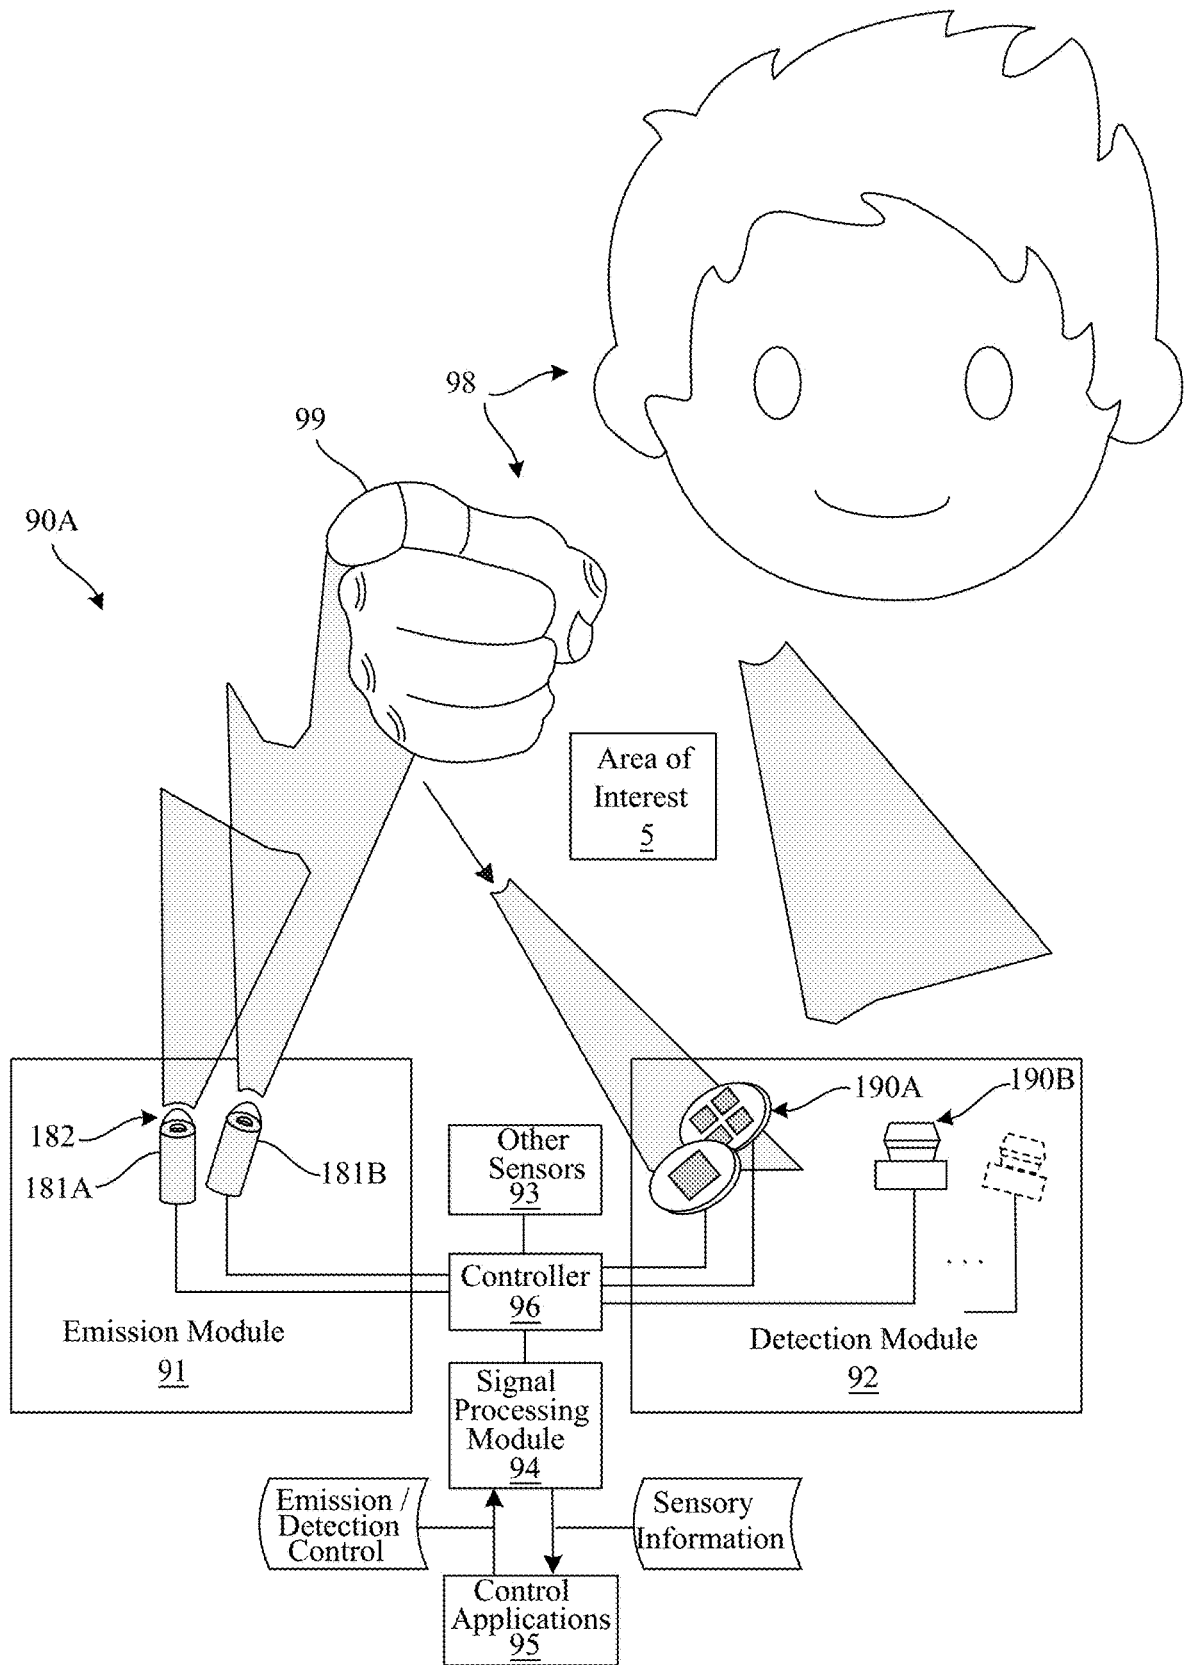 98
99
90A
Area of
Interest
5
190A
190B
182
181A
181B
Other
Sensors
93
Controller
96
. . .
Emission Module
91
Detection Module
92
Signal
Processing
Module
94
Emission /
Detection
Control
Sensory
Information
Control
Applications
95